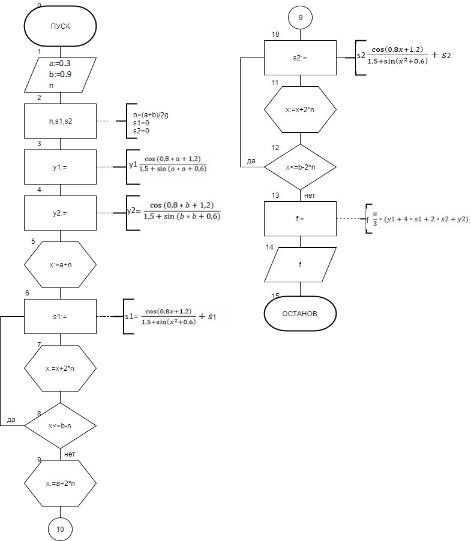 0
ПУСК
1
a:=0.3
b:=0.9
n
2
n,s1,s2
n=(a+b)/2g
s1=0
s2=0
3
y1:=
y1 cos (0,8 * a + 1,2) / 1,5 + sin (a * a + 0,6)
4
y2:=
y2= cos (0,8 * b + 1,2) / 1,5 + sin (b * b + 0,6)
5
x:=a+n
6
s1:=
s1= cos(0.8x+1.2) / 1.5+sin(x²+0.6) + s1
7
x:=x+2*n
8
x<=b-n
да
нет
9
x:=a+2*n
10
9
10
s2:=
s2 cos(0.8x+1.2) / 1.5+sin(x²+0.6) + s2
11
x:=x+2*n
12
x<=b-2*n
да
нет
13
f:=
f n/3 * (y1 + 4 * s1 + 2 * s2 + y2)
14
f
15
ОСТАНОВ